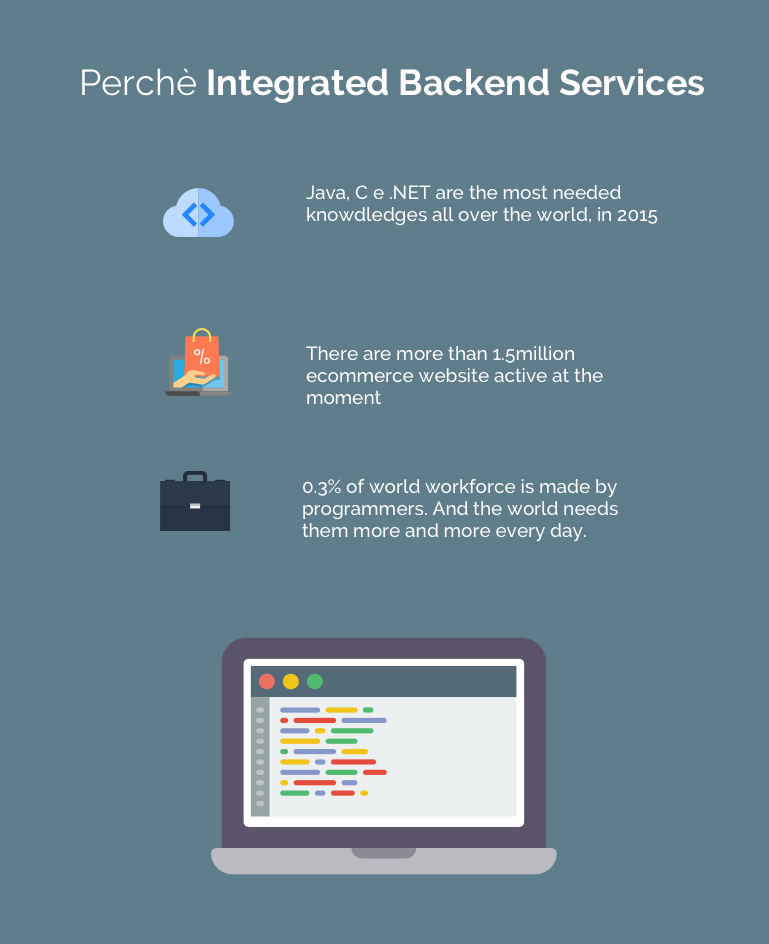 Perchè Integrated Backend Services
Java, C e .NET are the most needed
knowdledges all over the world, in 2015
%
There are more than 1.5million
ecommerce website active at the
moment
0.3% of world workforce is made by
programmers. And the world needs
them more and more every day.